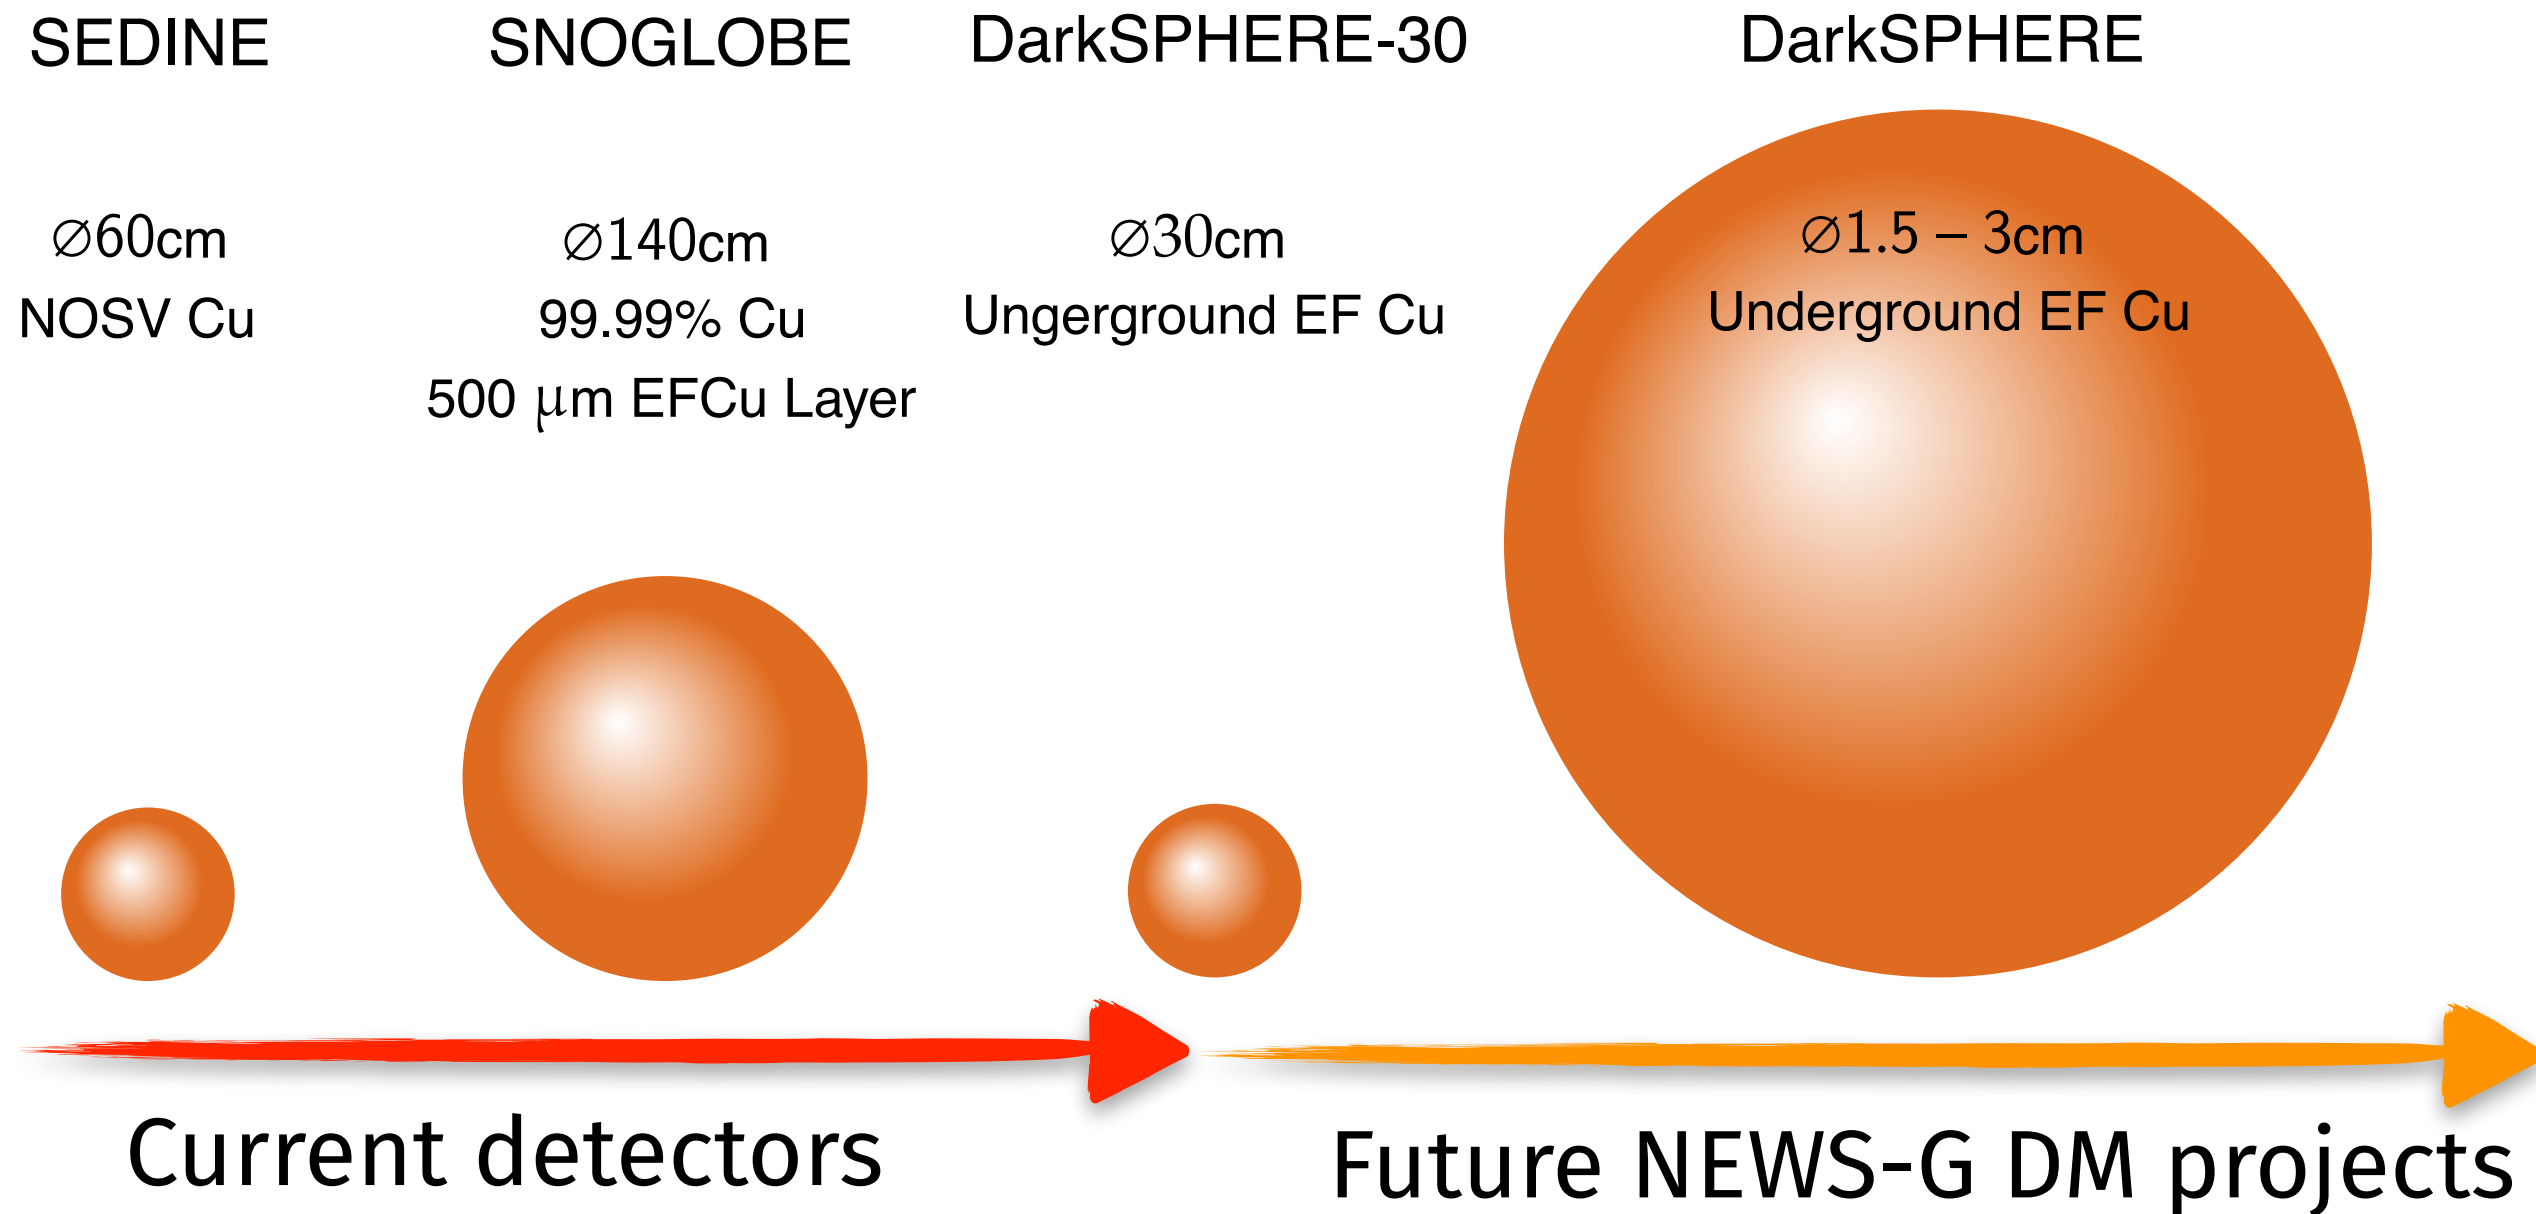 SEDINE
⌀60cm
NOSV Cu
SNOGLOBE
⌀140cm
99.99% Cu
500 μm EFCu Layer
DarkSPHERE-30
⌀30cm
Ungerground EF Cu
DarkSPHERE
⌀1.5 – 3cm
Underground EF Cu
Current detectors
Future NEWS-G DM projects